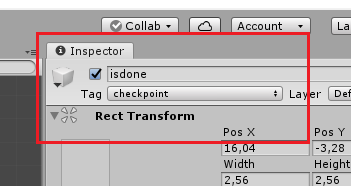 Collab Account La
Inspector
isdone
Tag checkpoint Layer Def
Rect Transform
Pos X Pos Y
16,04 -3,28
Width Height
2,56 2,56